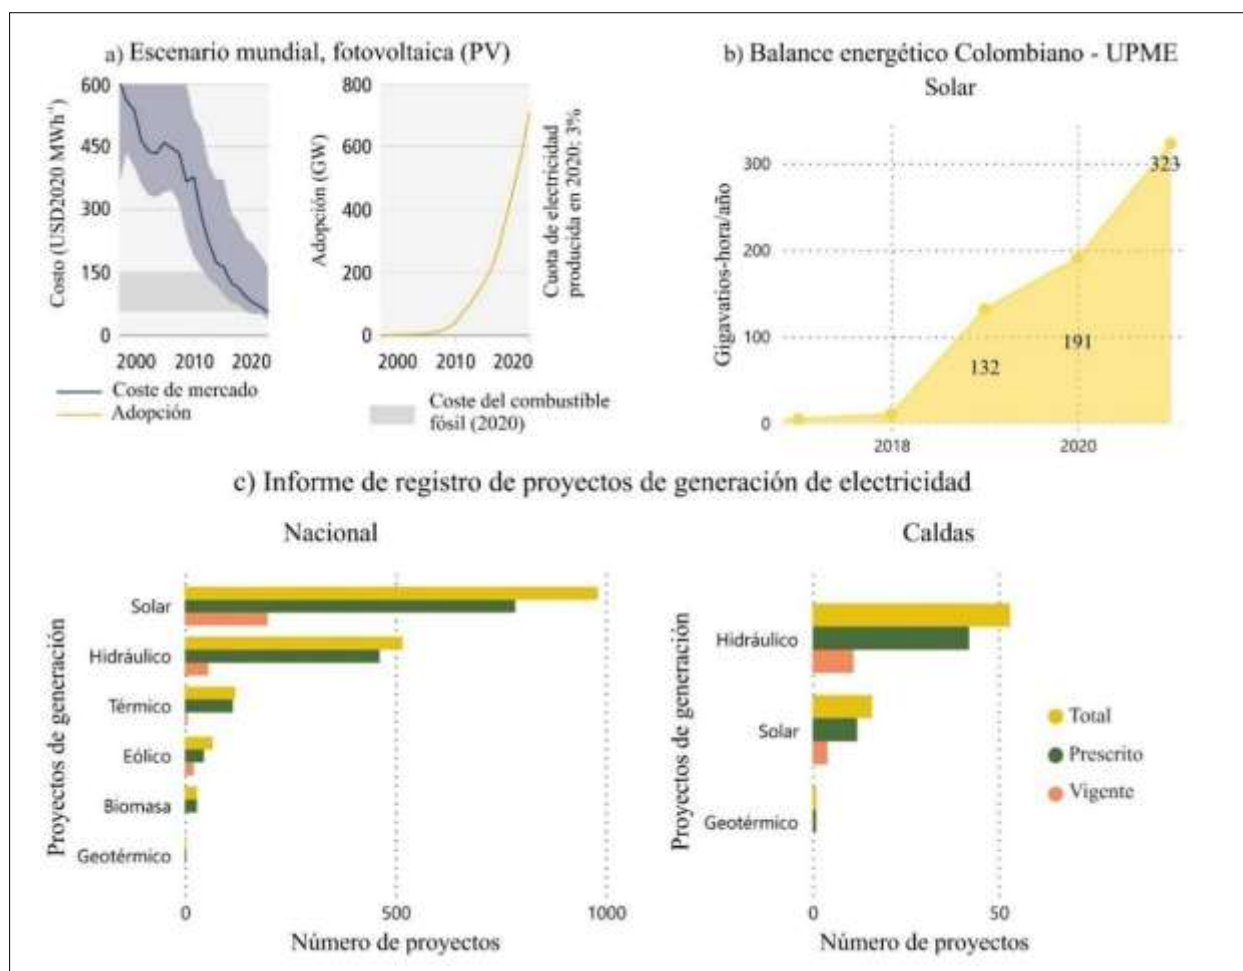 a) Escenario mundial, fotovoltaica (PV)
Costo (USD2020 MWh⁻¹)
600
450
300
150
0
2000
2010
2020
Adopción (GW)
800
600
400
200
0
2000
2010
2020
Cuota de electricidad
producida en 2020: 3%
Coste de mercado
Adopción
Coste del combustible
fósil (2020)
b) Balance energético Colombiano - UPME
Solar
Gigavatios-hora/año
300
200
100
0
132
191
323
2018
2020
c) Informe de registro de proyectos de generación de electricidad
Nacional
Proyectos de generación
Solar
Hidráulico
Térmico
Eólico
Biomasa
Geotérmico
0
500
1000
Número de proyectos
Caldas
Proyectos de generación
Hidráulico
Solar
Geotérmico
0
50
Número de proyectos
Total
Prescrito
Vigente